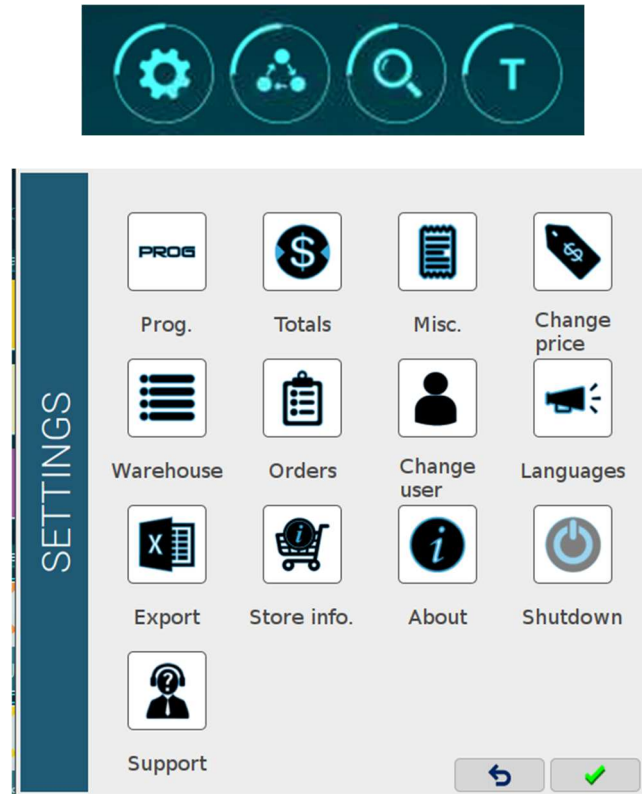 T
PROG
$
$
Prog.
Totals
Misc.
Change
price
SETTINGS
Warehouse
Orders
Change
user
Languages
X
i
i
Export
Store info.
About
Shutdown
?
Support